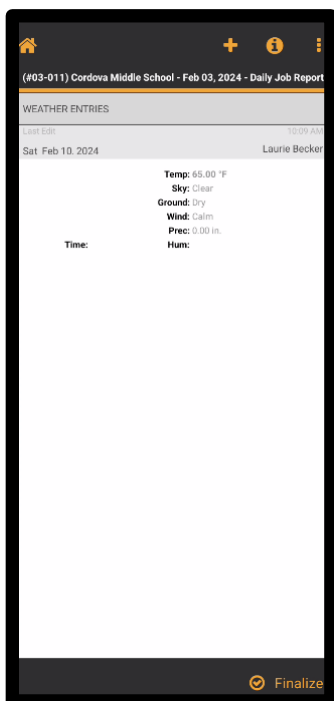 (#03-011) Cordova Middle School - Feb 03, 2024 - Daily Job Report
WEATHER ENTRIES
Last Edit 10:09 AM
Sat Feb 10. 2024 Laurie Becker
Temp: 65.00 °F
Sky: Clear
Ground: Dry
Wind: Calm
Prec: 0.00 in.
Time: Hum:
Finalize